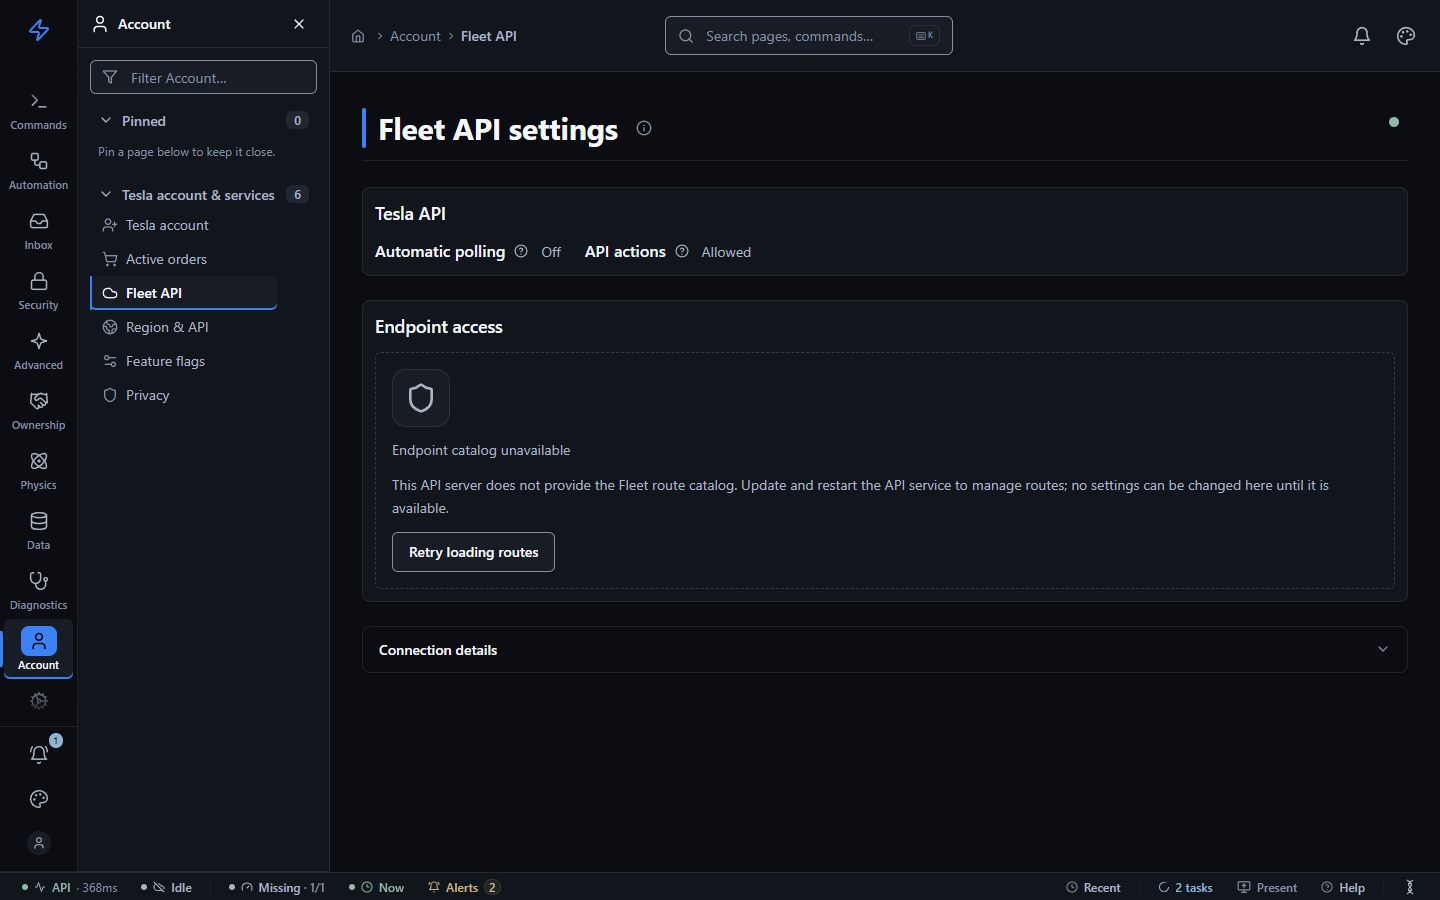 Account
Filter Account...
Pinned
0
Pin a page below to keep it close.
Tesla account & services
6
Tesla account
Active orders
Fleet API
Region & API
Feature flags
Privacy
Commands
Automation
Inbox
Security
Advanced
Ownership
Physics
Data
Diagnostics
Account
1
Account
Fleet API
Search pages, commands...
K
Fleet API settings
Tesla API
Automatic polling
Off
API actions
Allowed
Endpoint access
Endpoint catalog unavailable
This API server does not provide the Fleet route catalog. Update and restart the API service to manage routes; no settings can be changed here until it is
available.
Retry loading routes
Connection details
API · 368ms
Idle
Missing · 1/1
Now
Alerts 2
Recent
2 tasks
Present
Help